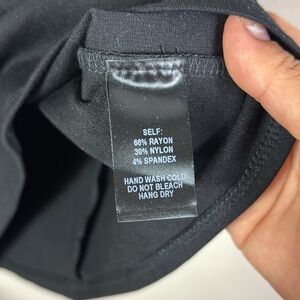 SELF:
66% RAYON
30% NYLON
4% SPANDEX
HAND WASH COLD
DO NOT BLEACH
HANG DRY